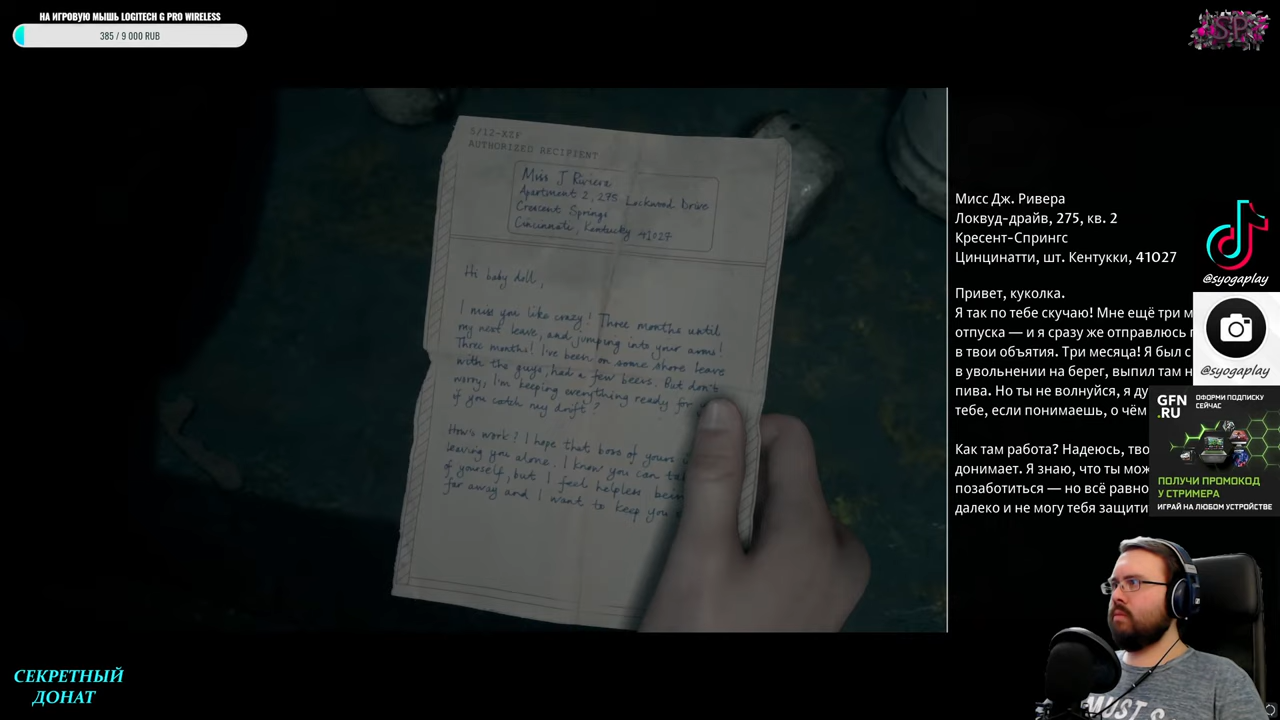 НА ИГРОВУЮ МЫШЬ LOGITECH G PRO WIRELESS
385 / 9 000 RUB
5/12-XZF
AUTHORIZED RECIPIENT
Miss J Riviera
Apartment 2, 275 Lockwood Drive
Crescent Springs
Cincinnati, Kentucky 41027
Hi baby doll,
I miss you like crazy! Three months until
my next leave, and jumping into your arms!
Three months! I've been on some shore leave
with the guys, had a few beers. But don't
worry, I'm keeping everything ready for
if you catch my drift?
How's work? I hope that boss of yours
leaving you alone. I know you can
of yourself, but I feel helpless
far away and I want to keep you
Мисс Дж. Ривера
Локвуд-драйв, 275, кв. 2
Кресент-Спрингс
Цинцинатти, шт. Кентукки, 41027
Привет, куколка.
Я так по тебе скучаю! Мне ещё три м
отпуска — и я сразу же отправлюсь
в твои объятия. Три месяца! Я был с
в увольнении на берег, выпил там н
пива. Но ты не волнуйся, я ду
тебе, если понимаешь, о чём
Как там работа? Надеюсь, тво
донимает. Я знаю, что ты мож
позаботиться — но всё равно
далеко и не могу тебя защити
SP
@syogaplay
@syogaplay
GFN
.RU
ОФОРМИ ПОДПИСКУ
СЕЙЧАС
ПОЛУЧИ ПРОМОКОД
У СТРИМЕРА
ИГРАЙ НА ЛЮБОМ УСТРОЙСТВЕ
СЕКРЕТНЫЙ
ДОНАТ
MUST